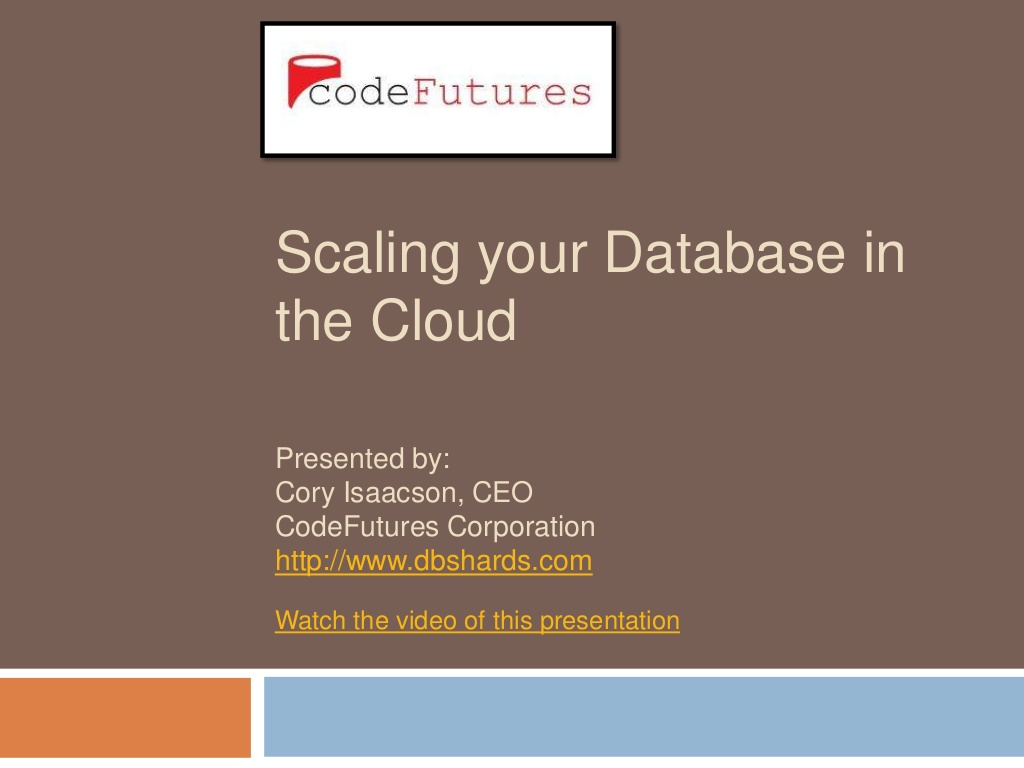 codeFutures
Scaling your Database in
the Cloud
Presented by:
Cory Isaacson, CEO
CodeFutures Corporation
http://www.dbshards.com
Watch the video of this presentation